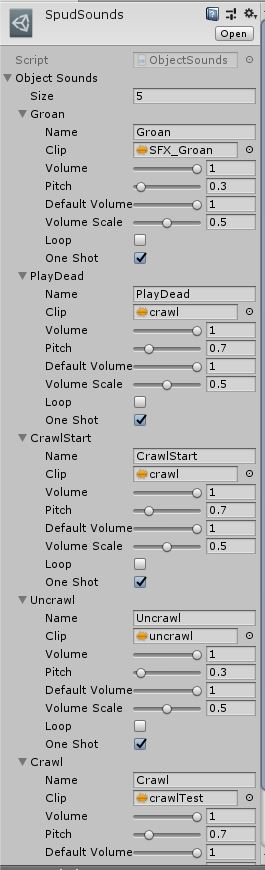 SpudSounds
Open
Script ObjectSounds
Object Sounds
Size 5
Groan
Name Groan
Clip SFX_Groan
Volume 1
Pitch 0.3
Default Volume 1
Volume Scale 0.5
Loop
One Shot
PlayDead
Name PlayDead
Clip crawl
Volume 1
Pitch 0.7
Default Volume 1
Volume Scale 0.5
Loop
One Shot
CrawlStart
Name CrawlStart
Clip crawl
Volume 1
Pitch 0.7
Default Volume 1
Volume Scale 0.5
Loop
One Shot
Uncrawl
Name Uncrawl
Clip uncrawl
Volume 1
Pitch 0.3
Default Volume 1
Volume Scale 0.5
Loop
One Shot
Crawl
Name Crawl
Clip crawlTest
Volume 1
Pitch 0.7
Default Volume 1